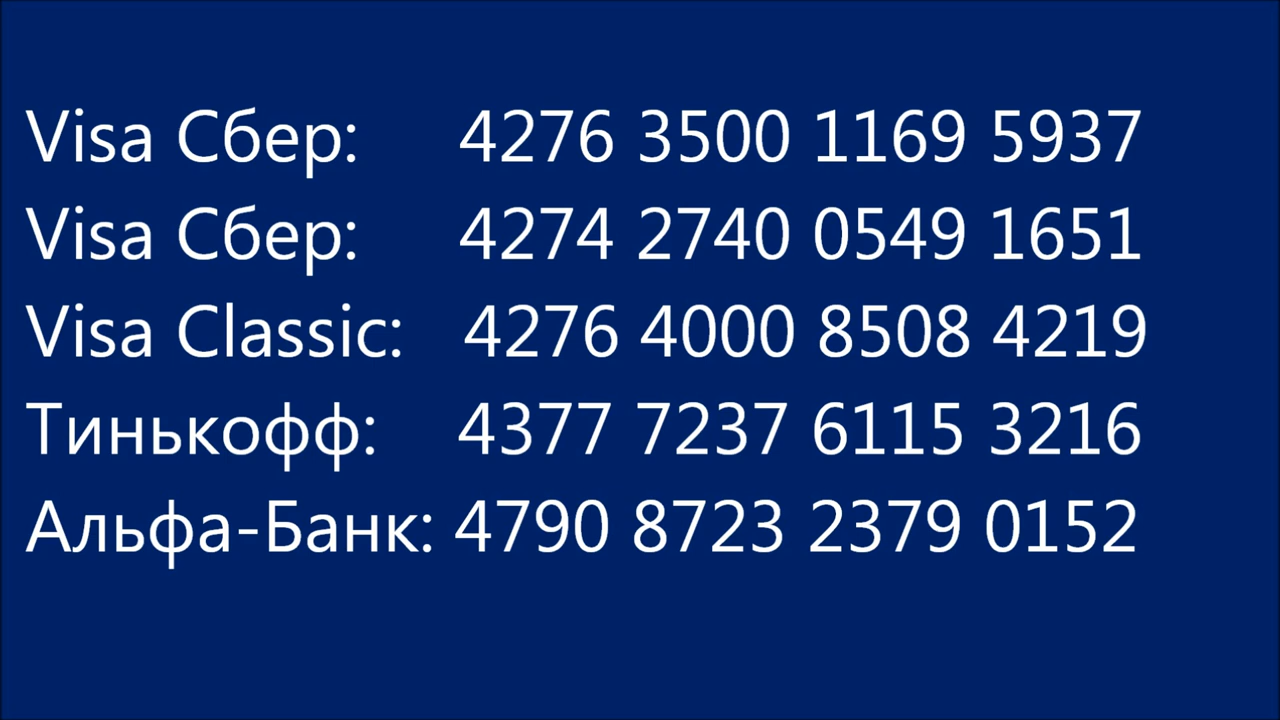 Visa Сбер: 4276 3500 1169 5937
Visa Сбер: 4274 2740 0549 1651
Visa Classic: 4276 4000 8508 4219
Тинькофф: 4377 7237 6115 3216
Альфа-Банк: 4790 8723 2379 0152